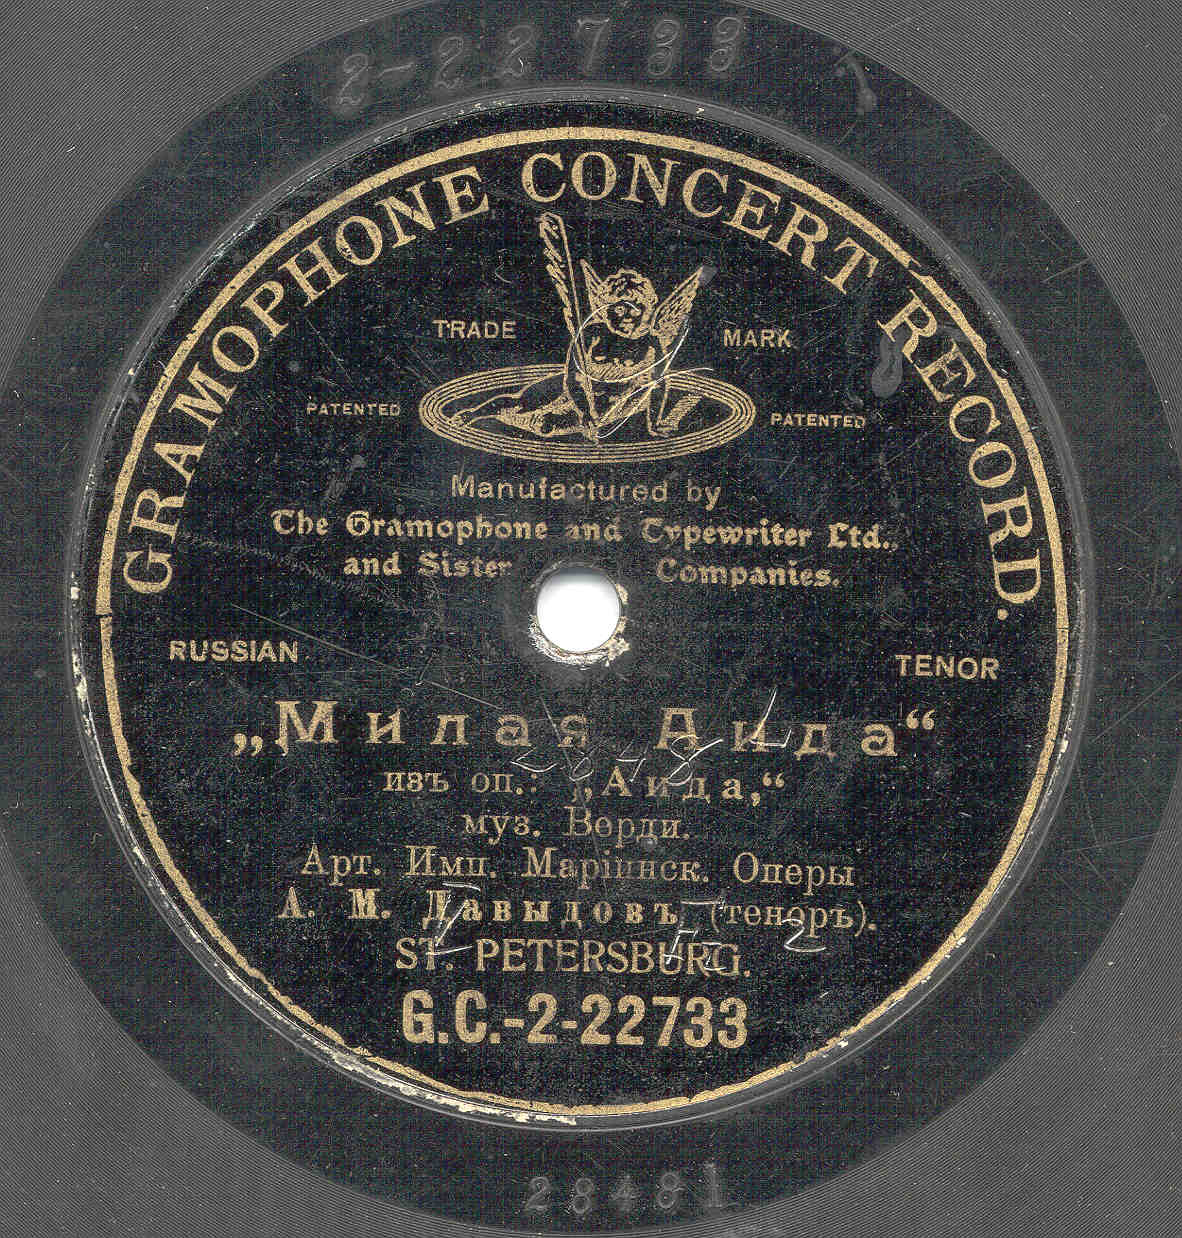 2-22733
GRAMOPHONE CONCERT RECORD.
TRADE MARK
PATENTED PATENTED
Manufactured by
The Gramophone and Typewriter Ltd.,
and Sister Companies.
RUSSIAN TENOR
„Милая Аида“
изъ оп.: „Аида,“
муз. Верди.
Арт. Имп. Маріинск. Оперы
А. М. Давыдовъ (теноръ).
ST. PETERSBURG.
G.C.-2-22733
28481